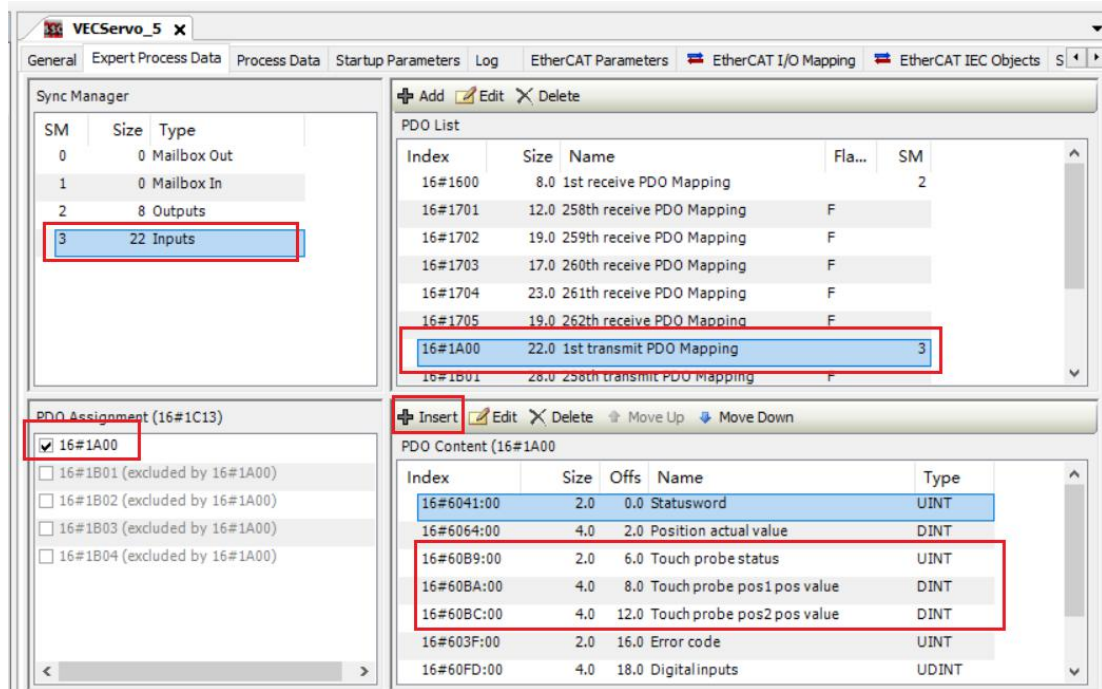 VECServo_5 X
General Expert Process Data Process Data Startup Parameters Log EtherCAT Parameters EtherCAT I/O Mapping EtherCAT IEC Objects S
Sync Manager
SM Size Type
0 0 Mailbox Out
1 0 Mailbox In
2 8 Outputs
3 22 Inputs
Add Edit Delete
PDO List
Index Size Name Fla... SM
16#1600 8.0 1st receive PDO Mapping 2
16#1701 12.0 258th receive PDO Mapping F
16#1702 19.0 259th receive PDO Mapping F
16#1703 17.0 260th receive PDO Mapping F
16#1704 23.0 261th receive PDO Mapping F
16#1705 19.0 262th receive PDO Mapping F
16#1A00 22.0 1st transmit PDO Mapping 3
16#1B01 28.0 258th transmit PDO Mapping F
PDO Assignment (16#1C13)
16#1A00
16#1B01 (excluded by 16#1A00)
16#1B02 (excluded by 16#1A00)
16#1B03 (excluded by 16#1A00)
16#1B04 (excluded by 16#1A00)
Insert Edit Delete Move Up Move Down
PDO Content (16#1A00
Index Size Offs Name Type
16#6041:00 2.0 0.0 Statusword UINT
16#6064:00 4.0 2.0 Position actual value DINT
16#60B9:00 2.0 6.0 Touch probe status UINT
16#60BA:00 4.0 8.0 Touch probe pos1 pos value DINT
16#60BC:00 4.0 12.0 Touch probe pos2 pos value DINT
16#603F:00 2.0 16.0 Error code UINT
16#60FD:00 4.0 18.0 Digitalinputs UDINT